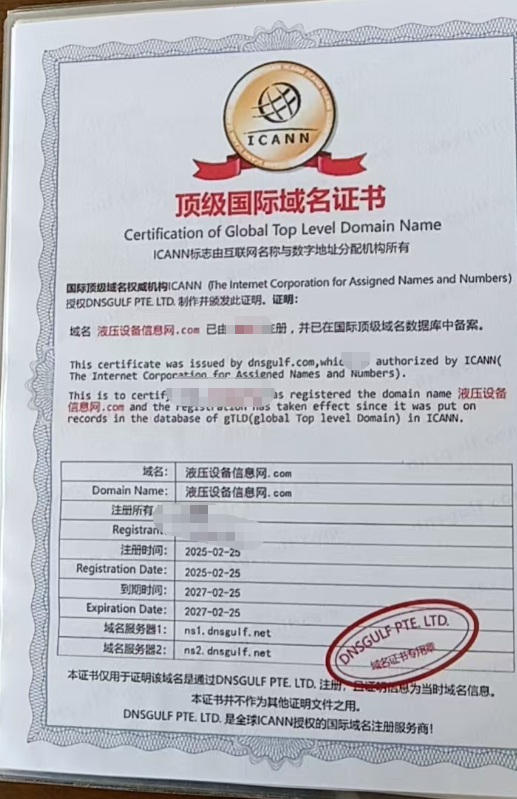 ICANN
顶级国际域名证书
Certification of Global Top Level Domain Name
ICANN标志由互联网名称与数字地址分配机构所有
国际顶级域名权威机构ICANN (The Internet Corporation for Assigned Names and Numbers)
授权DNSGULF PTE. LTD. 制作并颁发此证明。证明：
域名 液压设备信息网.com 已由 注册，并已在国际顶级域名数据库中备案。
This certificate was issued by dnsgulf.com,whic authorized by ICANN(
The Internet Corporation for Assigned Names and Numbers).
This is to certif as registered the domain name 液压设备
信息网.com and the registration has taken effect since it was put on
records in the database of gTLD(global Top level Domain) in ICANN.
域名： 液压设备信息网.com
Domain Name: 液压设备信息网.com
注册所有
Registrant
注册时间： 2025-02-25
Registration Date: 2025-02-25
到期时间： 2027-02-25
Expiration Date: 2027-02-25
域名服务器1： ns1.dnsgulf.net
域名服务器2： ns2.dnsgulf.net
DNSGULF PTE. LTD.
域名证书专用章
本证书仅用于证明该域名是通过DNSGULF PTE. LTD. 注册，且证明信息为当时域名信息。
本证书并不作为其他证明文件之用。
DNSGULF PTE. LTD. 是全球ICANN授权的国际域名注册服务商！